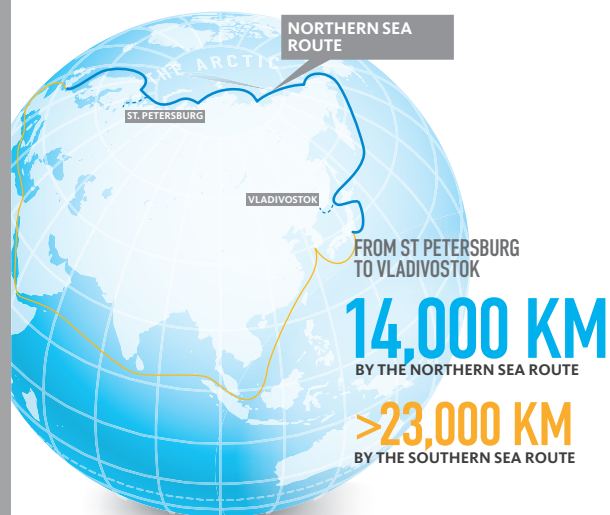 NORTHERN SEA
ROUTE
THE ARCTIC
ST. PETERSBURG
VLADIVOSTOK
FROM ST PETERSBURG
TO VLADIVOSTOK
14,000 KM
BY THE NORTHERN SEA ROUTE
>23,000 KM
BY THE SOUTHERN SEA ROUTE